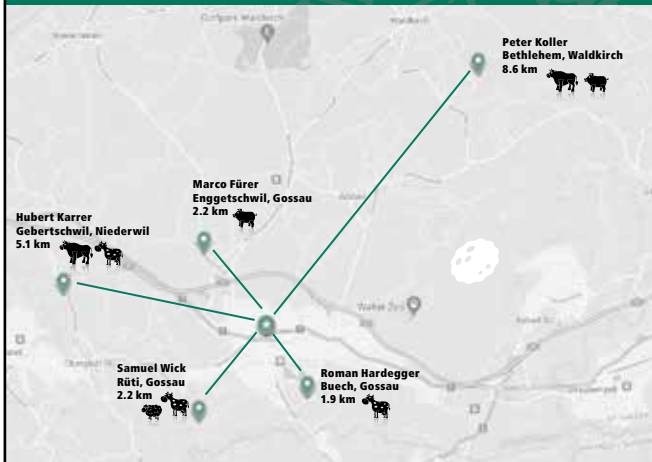 Waldkirch
Peter Koller
Bethlehem, Waldkirch
8.6 km
Marco Fürer
Enggetschwil, Gossau
2.2 km
Hubert Karrer
Gebertschwil, Niederwil
5.1 km
Walter Zoo
Samuel Wick
Rüti, Gossau
2.2 km
Roman Hardegger
Buech, Gossau
1.9 km